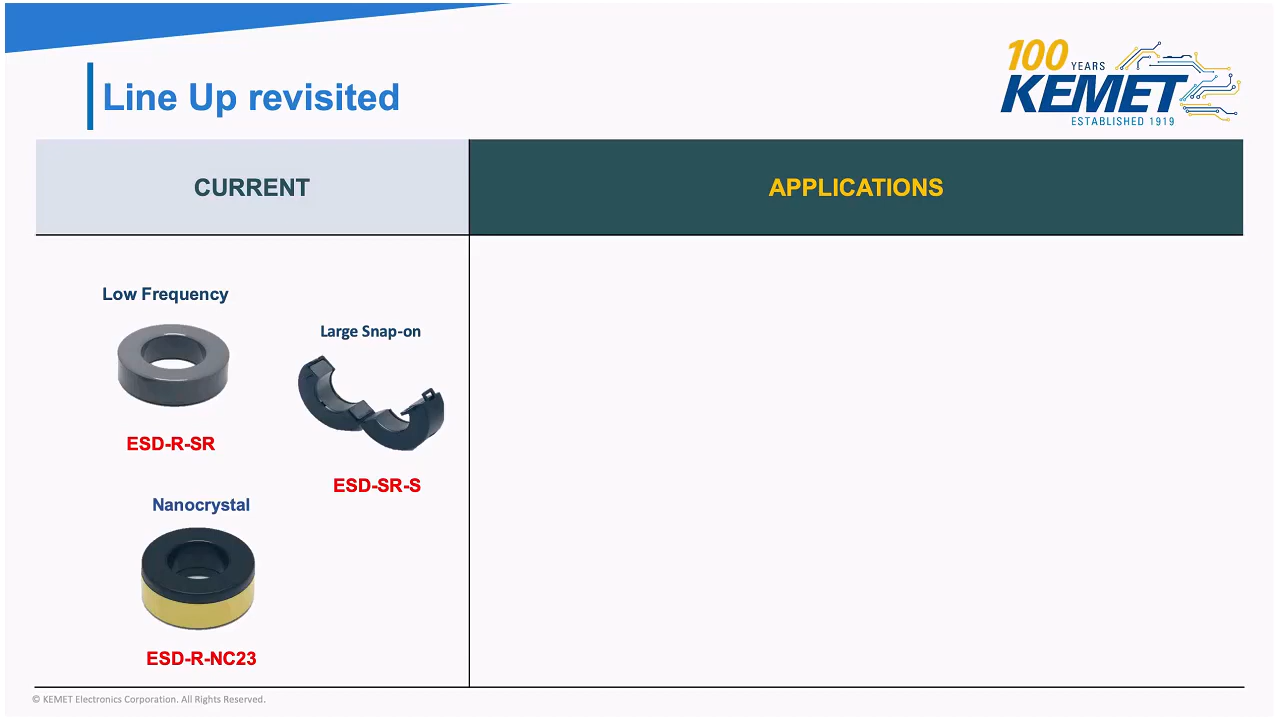 Line Up revisited
100 YEARS
KEMET
ESTABLISHED 1919
CURRENT
APPLICATIONS
Low Frequency
Large Snap-on
ESD-R-SR
ESD-SR-S
Nanocrystal
ESD-R-NC23
© KEMET Electronics Corporation. All Rights Reserved.